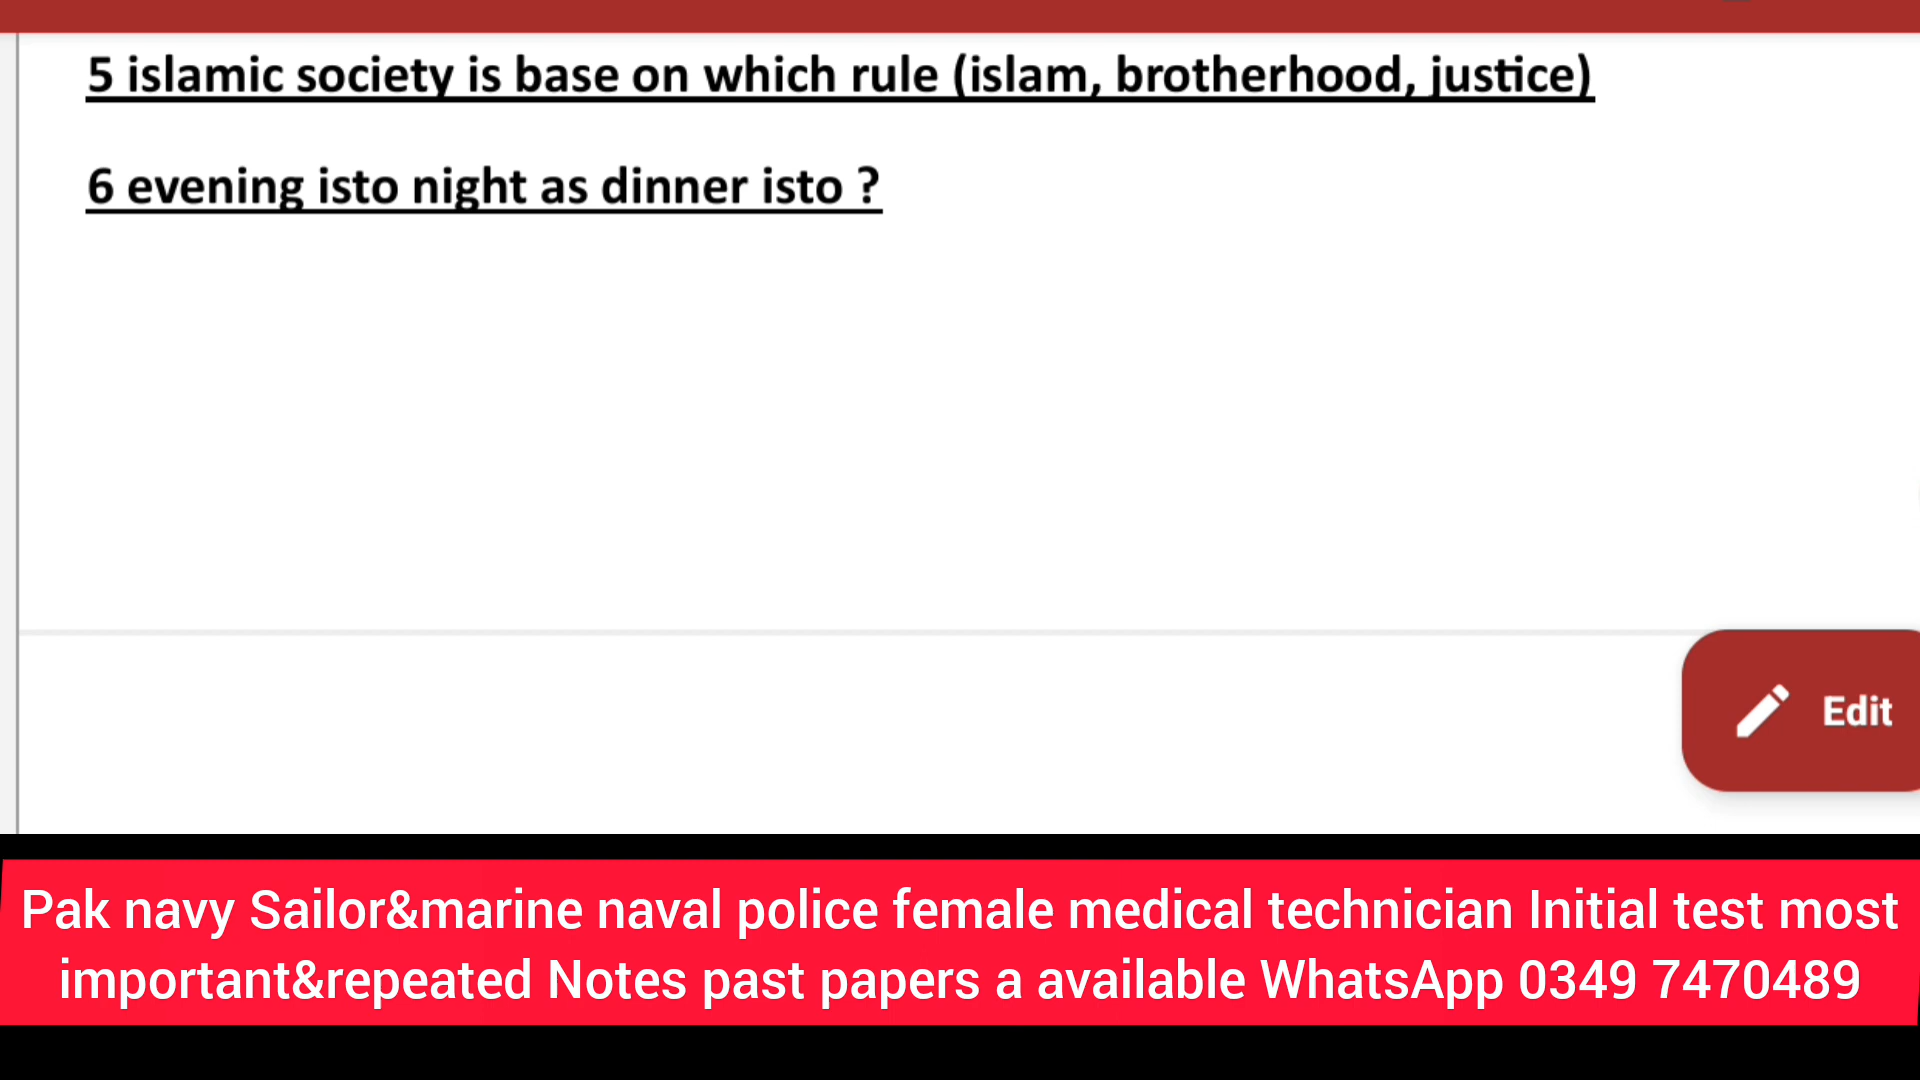 5 islamic society is base on which rule (islam, brotherhood, justice)
6 evening isto night as dinner isto ?
Edit
Pak navy Sailor&marine naval police female medical technician Initial test most
important&repeated Notes past papers a available WhatsApp 0349 7470489